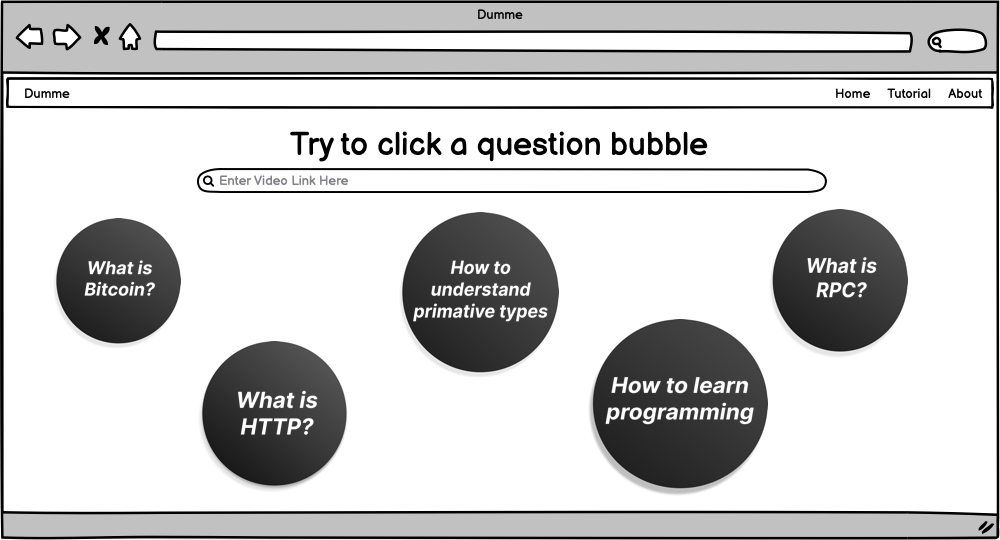 Dumme
Dumme
Home
Tutorial
About
Try to click a question bubble
Enter Video Link Here
What is
Bitcoin?
How to
understand
primative types
What is
RPC?
What is
HTTP?
How to learn
programming